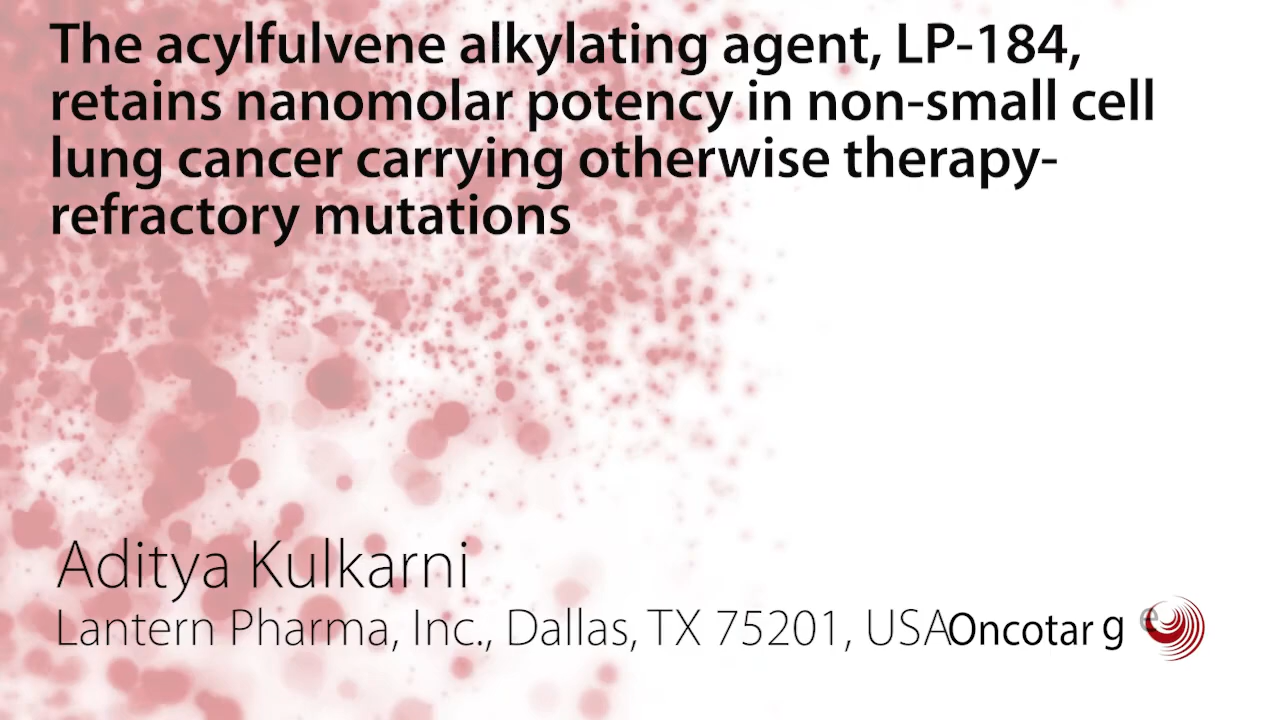 The acylfulvene alkylating agent, LP-184,
retains nanomolar potency in non-small cell
lung cancer carrying otherwise therapy-
refractory mutations
Aditya Kulkarni
Lantern Pharma, Inc., Dallas, TX 75201, USA
Oncotar g e